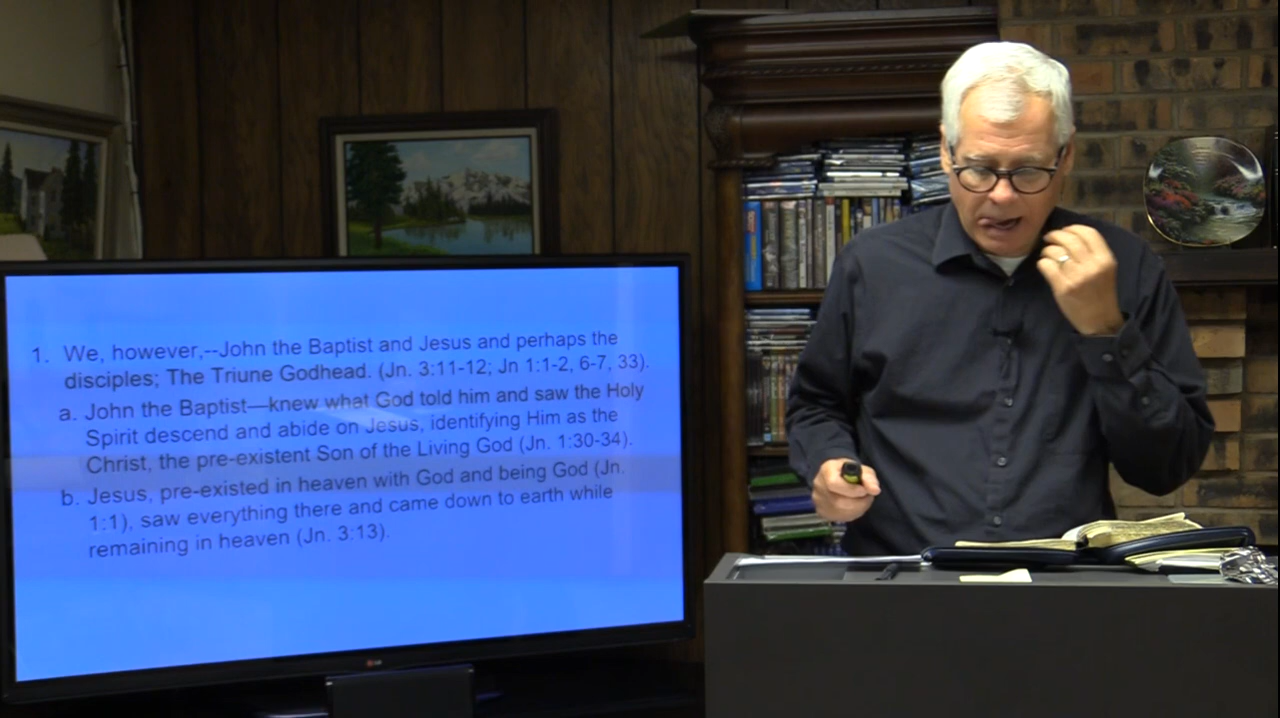 1. We, however,--John the Baptist and Jesus and perhaps the
disciples; The Triune Godhead. (Jn. 3:11-12; Jn 1:1-2, 6-7, 33).
a. John the Baptist—knew what God told him and saw the Holy
Spirit descend and abide on Jesus, identifying Him as the
Christ, the pre-existent Son of the Living God (Jn. 1:30-34).
b. Jesus, pre-existed in heaven with God and being God (Jn.
1:1), saw everything there and came down to earth while
remaining in heaven (Jn. 3:13).
LG